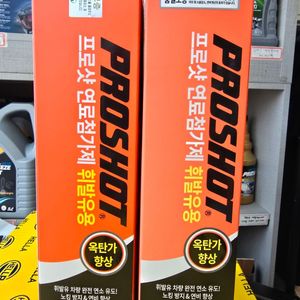 PROSHOT®
프로샷 연료첨가제 휘발유용
옥탄가
향상
휘발유 차량 완전 연소 유도!
노킹 방지 & 연비 향상
PROSHOT®
프로샷 연료첨가제 휘발유용
옥탄가
향상
휘발유 차량 완전 연소 유도!
노킹 방지 & 연비 향상
HELLA